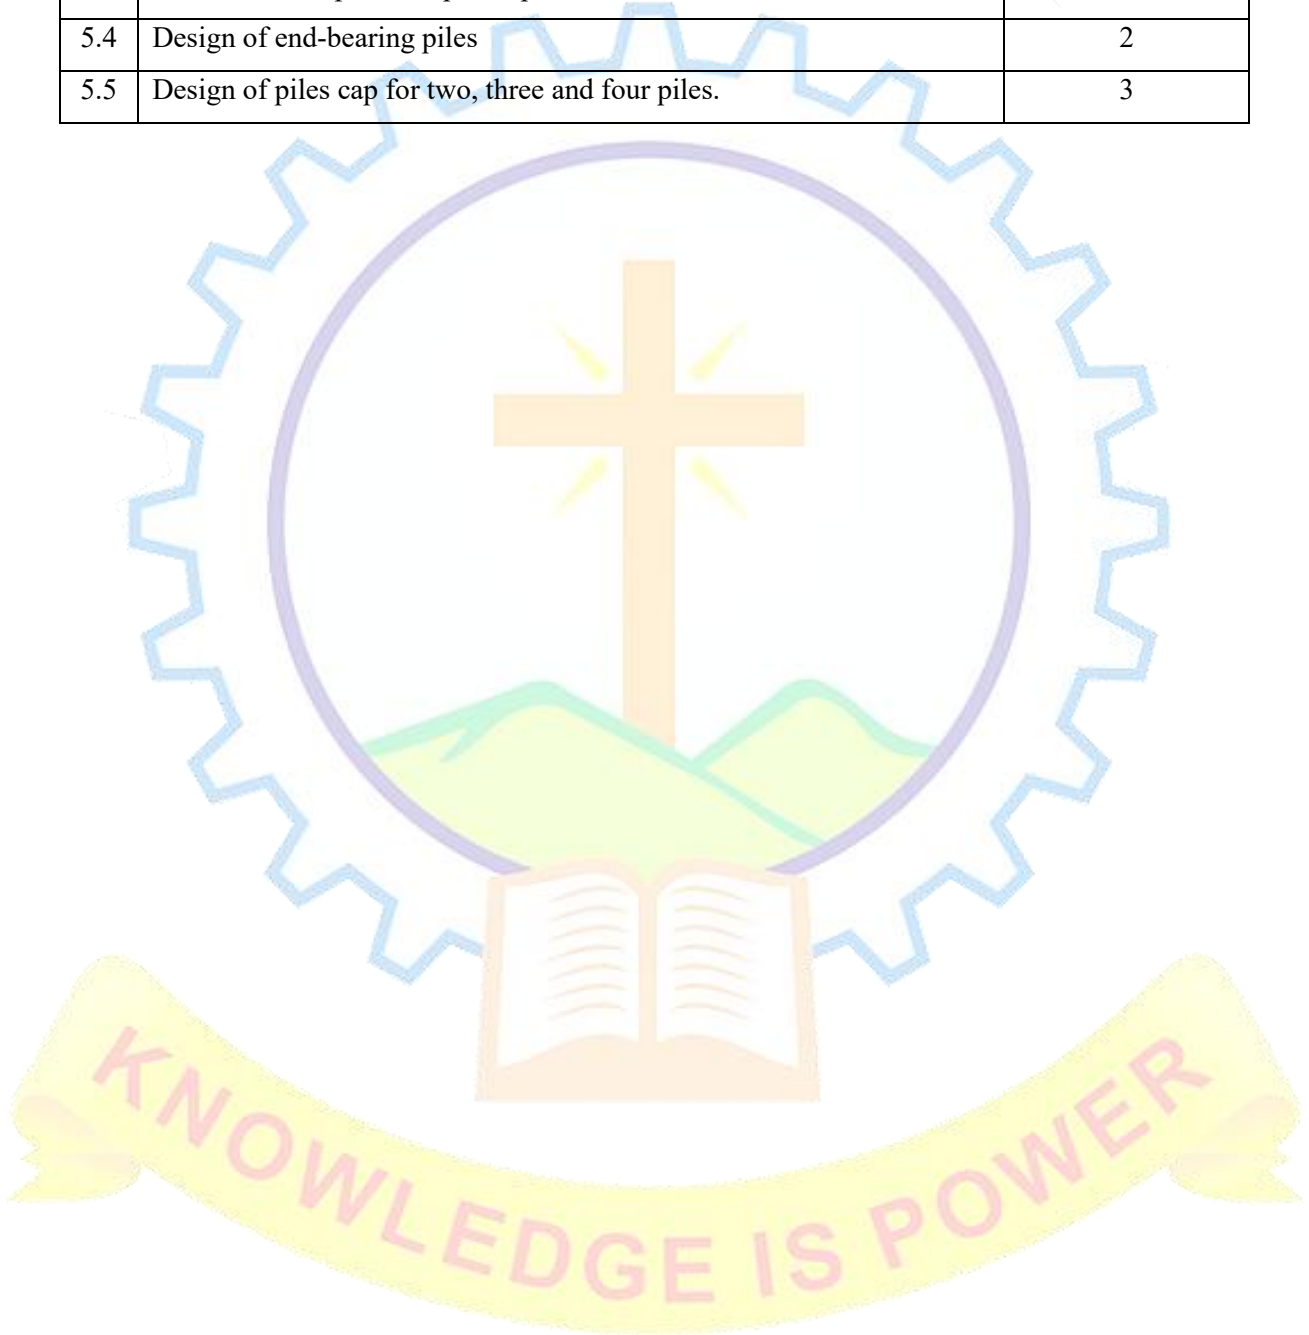 5.4 Design of end-bearing piles 2
5.5 Design of piles cap for two, three and four piles. 3
KNOWLEDGE IS POWER